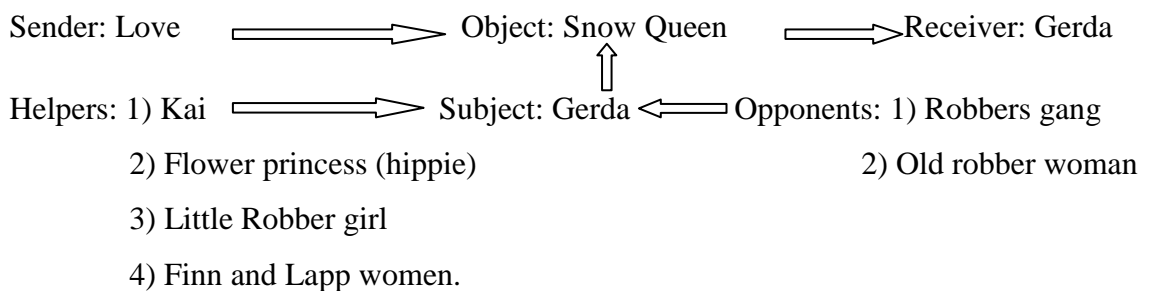 Sender: Love Object: Snow Queen Receiver: Gerda
Helpers: 1) Kai Subject: Gerda Opponents: 1) Robbers gang
2) Flower princess (hippie) 2) Old robber woman
3) Little Robber girl
4) Finn and Lapp women.